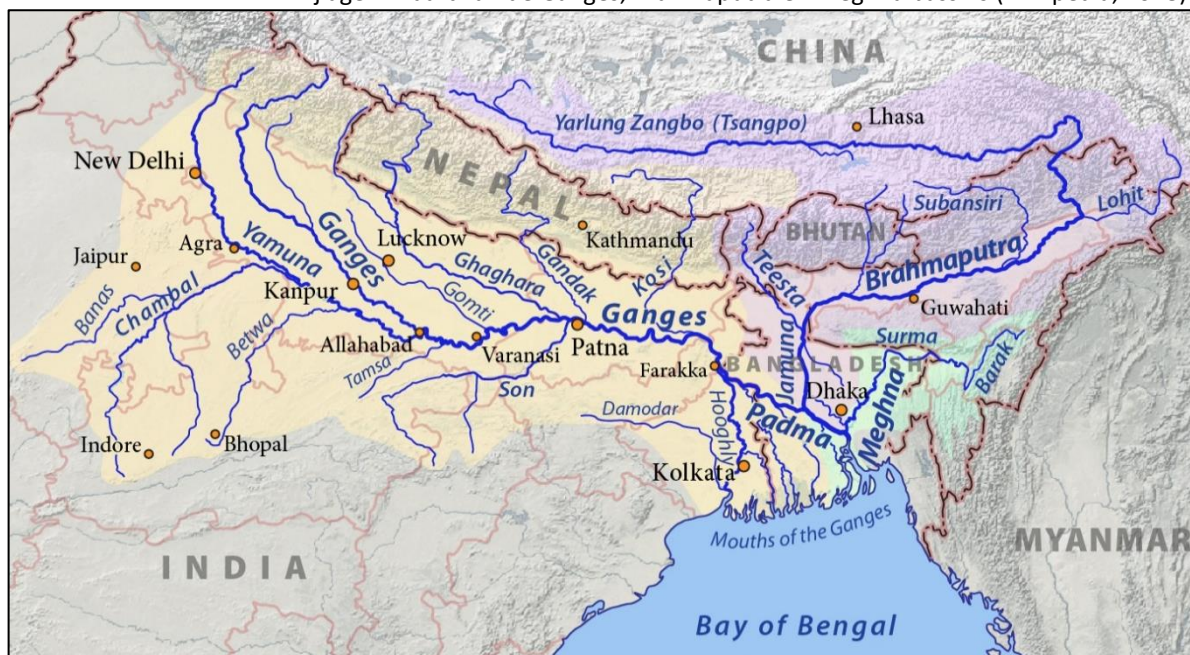 Ganges,
CHINA
Yarlung Zangbo (Tsangpo)
Lhasa
New Delhi
NEPAL
Lohit
Subansiri
BHUTAN
Kathmandu
Agra
Yamuna
Ganges
Lucknow
Jaipur
Ghaghara
Gandak
Kosi
Teesta
Brahmaputra
Kanpur
Gomti
Ganges
Guwahati
Banas
Chambal
Betwa
Allahabad
Varanasi
Patna
Jamuna
Surma
Barak
Tamsa
Son
Farakka
BANGLADESH
Dhaka
Meghna
Damodar
Hooghly
Padma
Indore
Bhopal
Kolkata
Mouths of the Ganges
INDIA
MYANMAR
Bay of Bengal